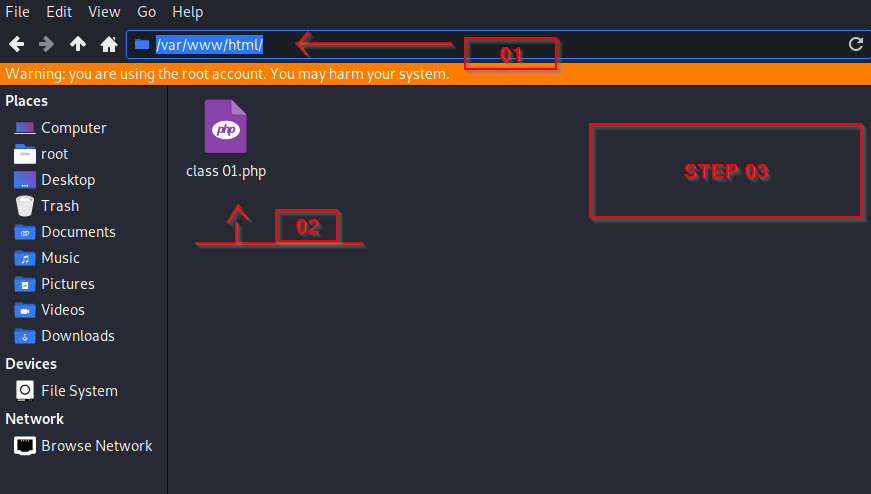 File Edit View Go Help
/var/www/html/
01
Warning: you are using the root account. You may harm your system.
Places
Computer
root
Desktop
Trash
Documents
Music
Pictures
Videos
Downloads
Devices
File System
Network
Browse Network
php
class 01.php
02
STEP 03